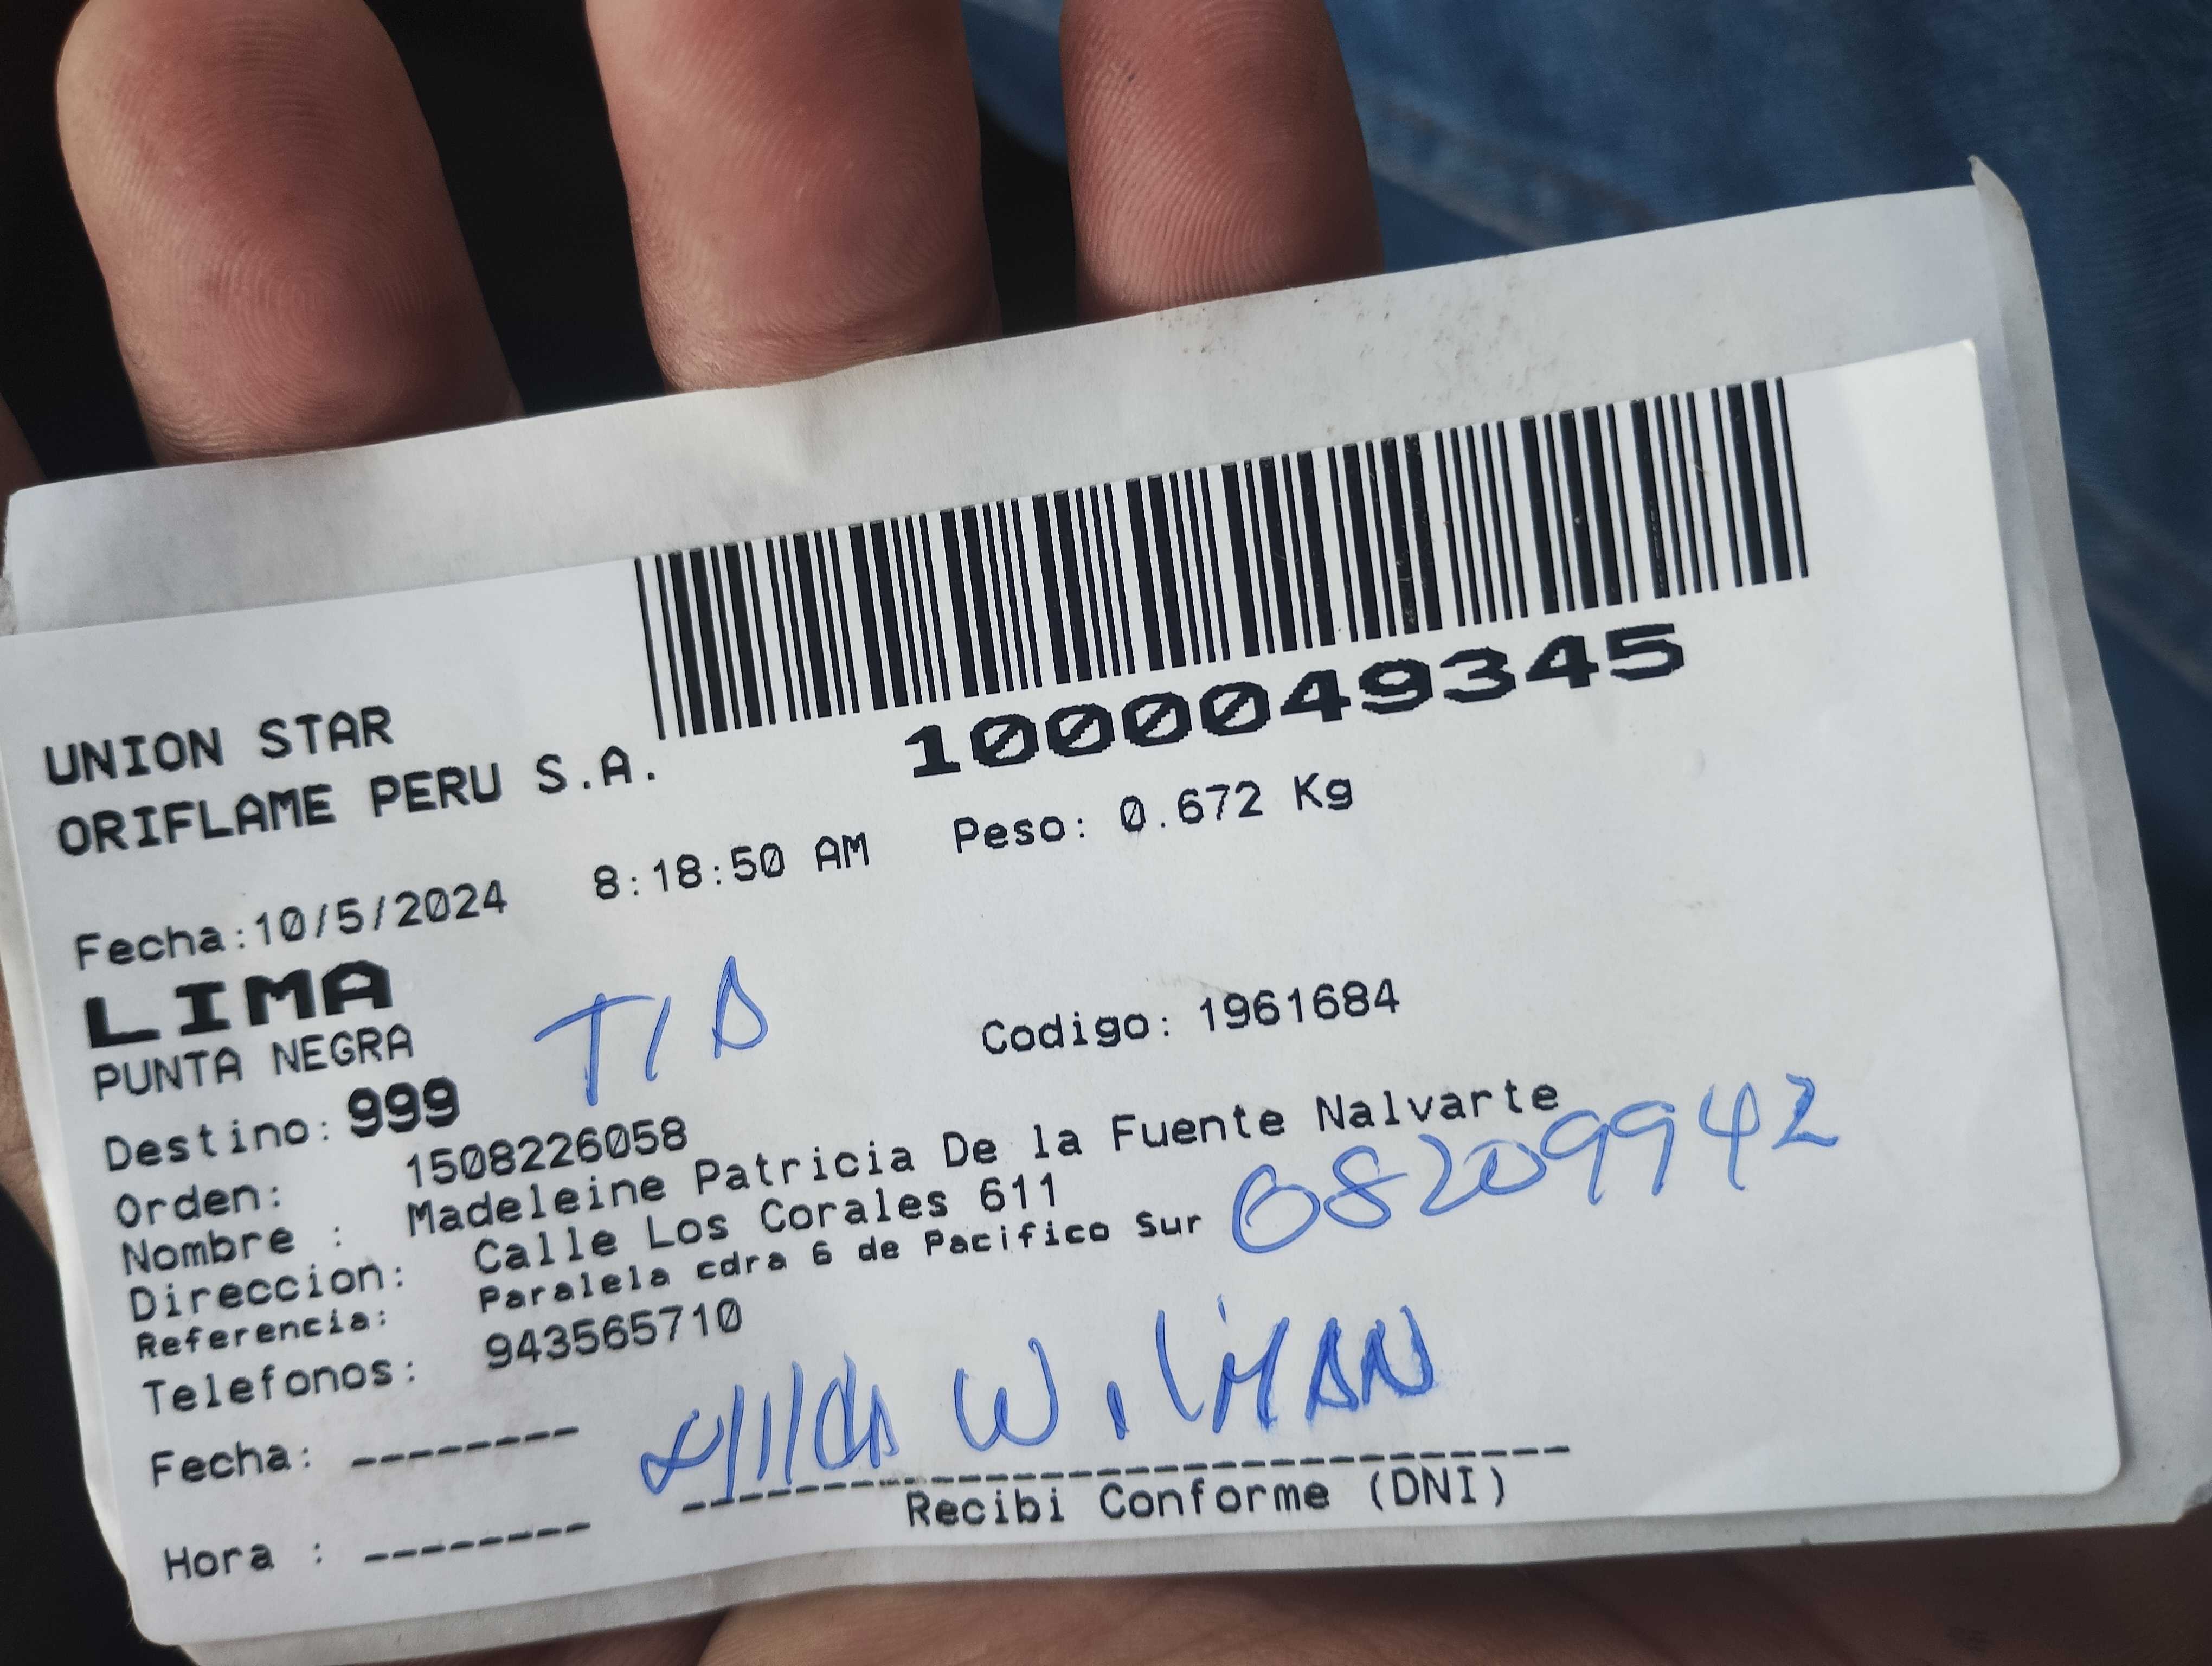 1000049345
UNION STAR
ORIFLAME PERU S.A.
Fecha:10/5/2024 8:18:50 AM Peso: 0.672 Kg
LIMA
PUNTA NEGRA TIA
Destino: 999 Codigo: 1961684
Orden: 1508226058
Nombre : Madeleine Patricia De la Fuente Nalvarte
Direccion: Calle Los Corales 611
Referencia: Paralela cdra 6 de Pacifico Sur 08209942
Telefonos: 943565710
Fecha: --------
Hora : --------
Recibi Conforme (DNI)